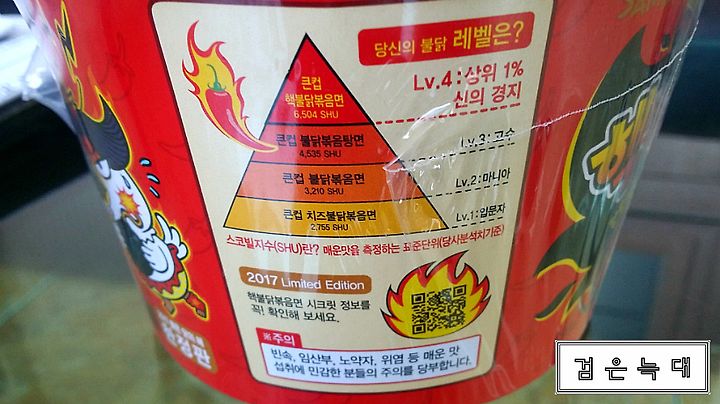 당신의 불닭 레벨은?
Lv.4 : 상위 1%
신의 경지
큰컵
핵불닭볶음면
6,504 SHU
Lv.3 : 고수
큰컵 불닭볶음탕면
4,535 SHU
Lv.2 : 마니아
큰컵 불닭볶음면
3,210 SHU
Lv.1 : 입문자
큰컵 치즈불닭볶음면
2,755 SHU
스코빌지수(SHU)란? 매운맛을 측정하는 표준단위(당사분석치기준)
2017 Limited Edition
핵불닭볶음면 시크릿 정보를
꼭! 확인해 보세요.
※주의
빈속, 임산부, 노약자, 위염 등 매운 맛
섭취에 민감한 분들의 주의를 당부합니다.
한정판
검은늑대